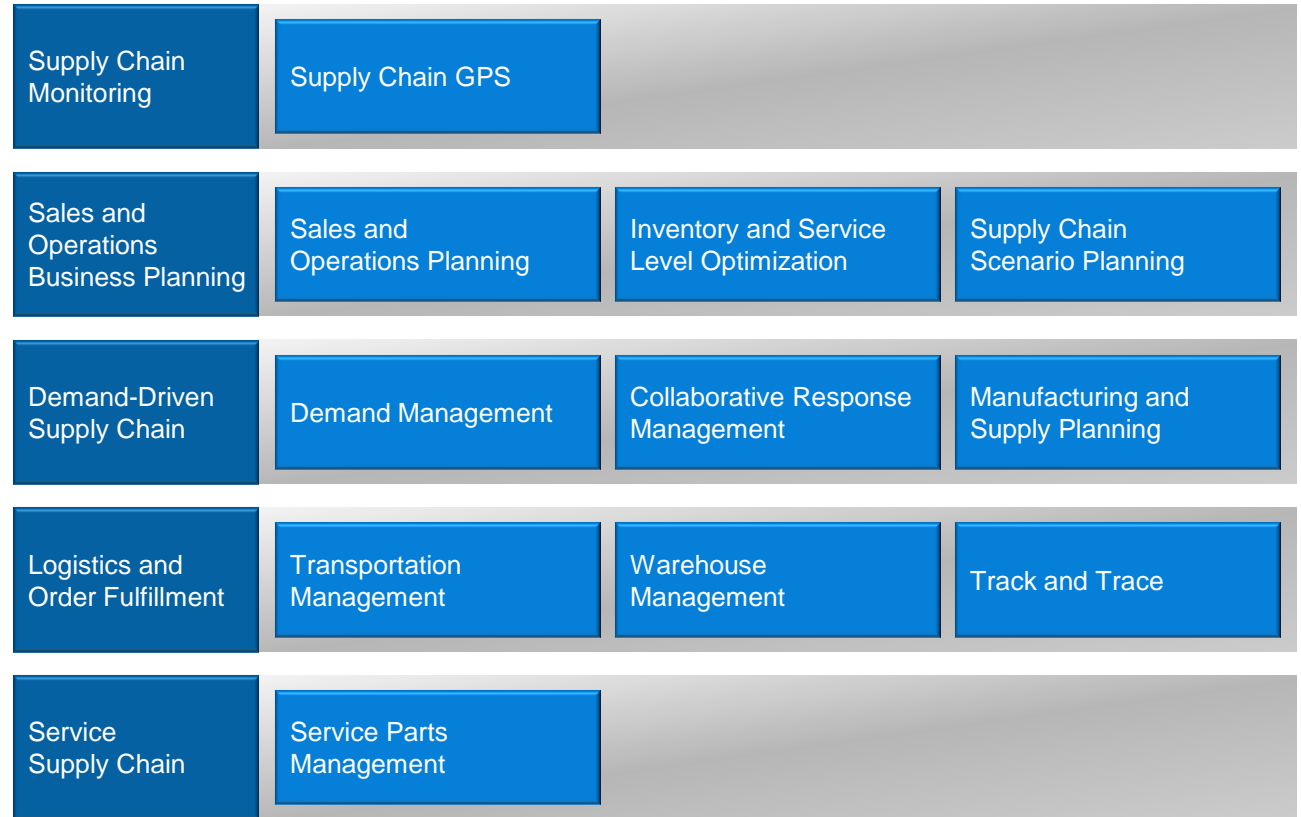 Supply Chain
Monitoring
Supply Chain GPS
Sales and
Operations
Business Planning
Sales and
Operations Planning
Inventory and Service
Level Optimization
Supply Chain
Scenario Planning
Demand-Driven
Supply Chain
Demand Management
Collaborative Response
Management
Manufacturing and
Supply Planning
Logistics and
Order Fulfillment
Transportation
Management
Warehouse
Management
Track and Trace
Service
Supply Chain
Service Parts
Management